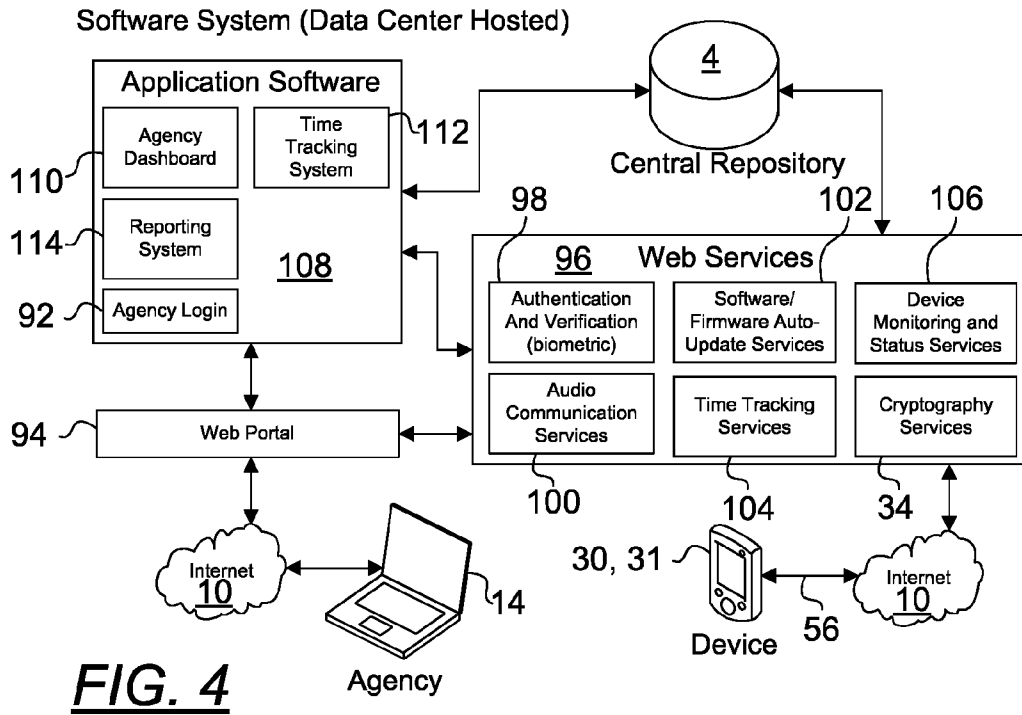 Software System (Data Center Hosted)
Application Software
Agency
Dashboard
Time
Tracking
System
112
110
Reporting
System
114
108
92
Agency Login
4
Central Repository
98
102
106
96
Web Services
Authentication
And Verification
(biometric)
Software/
Firmware Auto-
Update Services
Device
Monitoring and
Status Services
Audio
Communication
Services
Time Tracking
Services
Cryptography
Services
94
Web Portal
100
104
34
Internet
10
14
Agency
30, 31
Device
56
Internet
10
FIG. 4